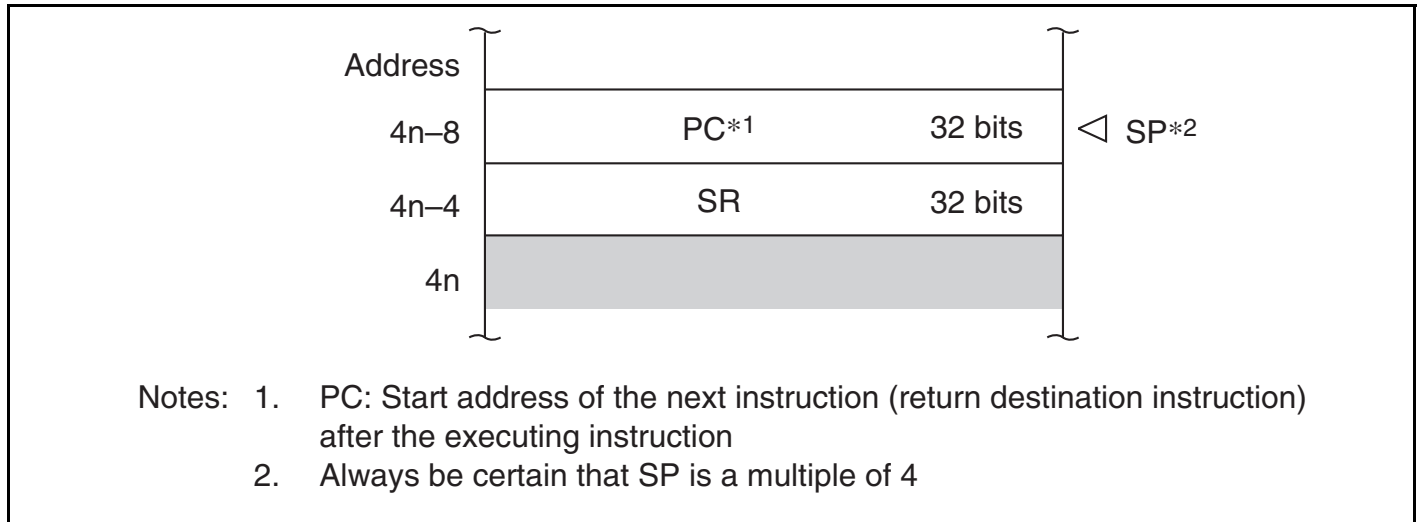 Address
4n–8 PC*1 32 bits SP*2
4n–4 SR 32 bits
4n
Notes: 1. PC: Start address of the next instruction (return destination instruction)
after the executing instruction
2. Always be certain that SP is a multiple of 4